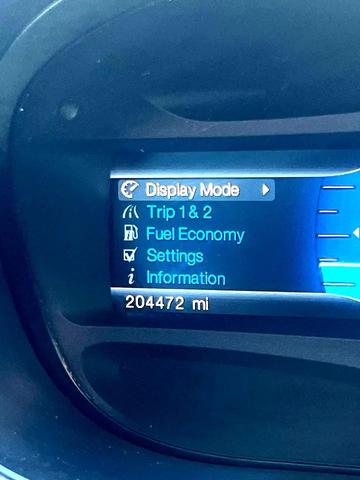 Display Mode
Trip 1 & 2
Fuel Economy
Settings
Information
204472 mi